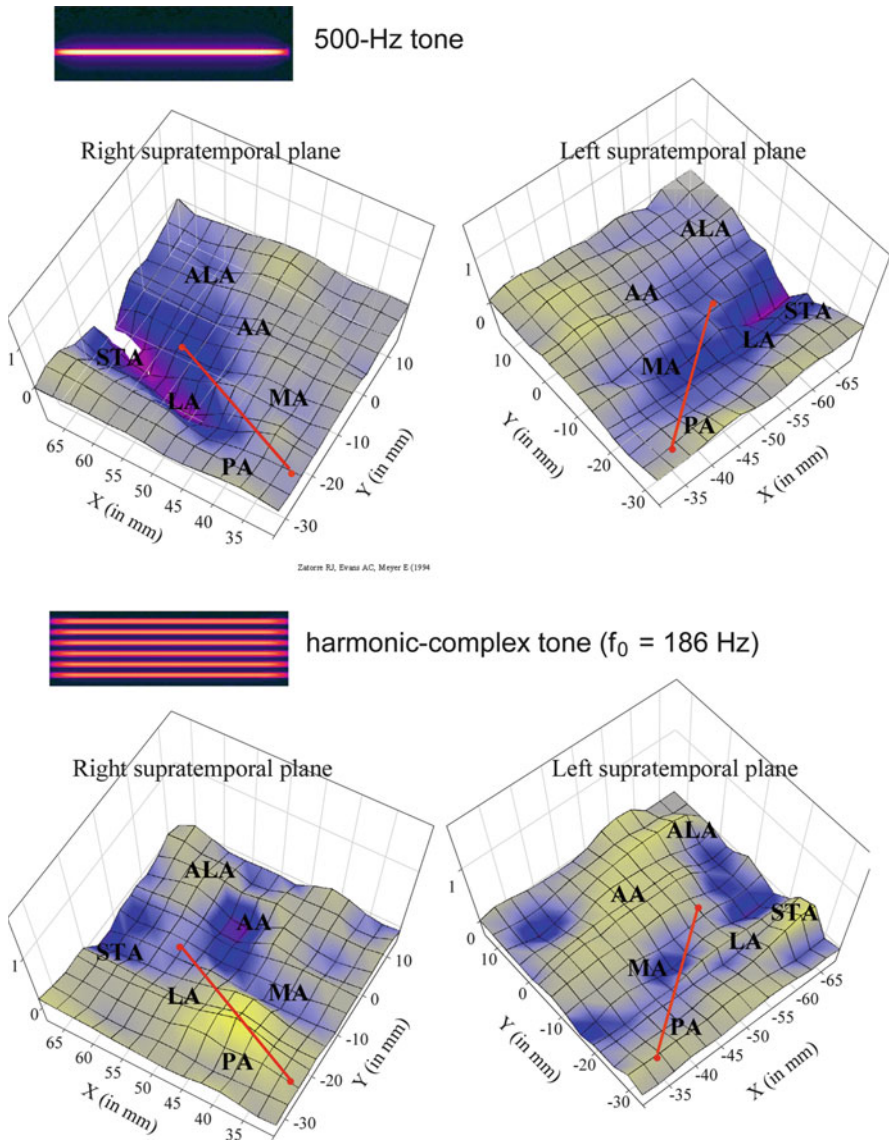 500-Hz tone
Right supratemporal plane
Left supratemporal plane
ALA
AA
STA
LA
MA
PA
1
0
65
60
55
50
45
40
35
X (in mm)
10
0
-10
-20
-30
Y (in mm)
ALA
AA
STA
LA
MA
PA
1
0
10
0
-10
-20
-30
Y (in mm)
-35
-40
-45
-50
-55
-60
-65
X (in mm)
Zatorre RJ, Evans AC, Meyer E (1994
harmonic-complex tone (f₀ = 186 Hz)
Right supratemporal plane
Left supratemporal plane
ALA
AA
STA
LA
MA
PA
1
0
65
60
55
50
45
40
35
X (in mm)
10
0
-10
-20
-30
Y (in mm)
ALA
AA
STA
LA
MA
PA
1
0
10
0
-10
-20
-30
Y (in mm)
-35
-40
-45
-50
-55
-60
-65
X (in mm)